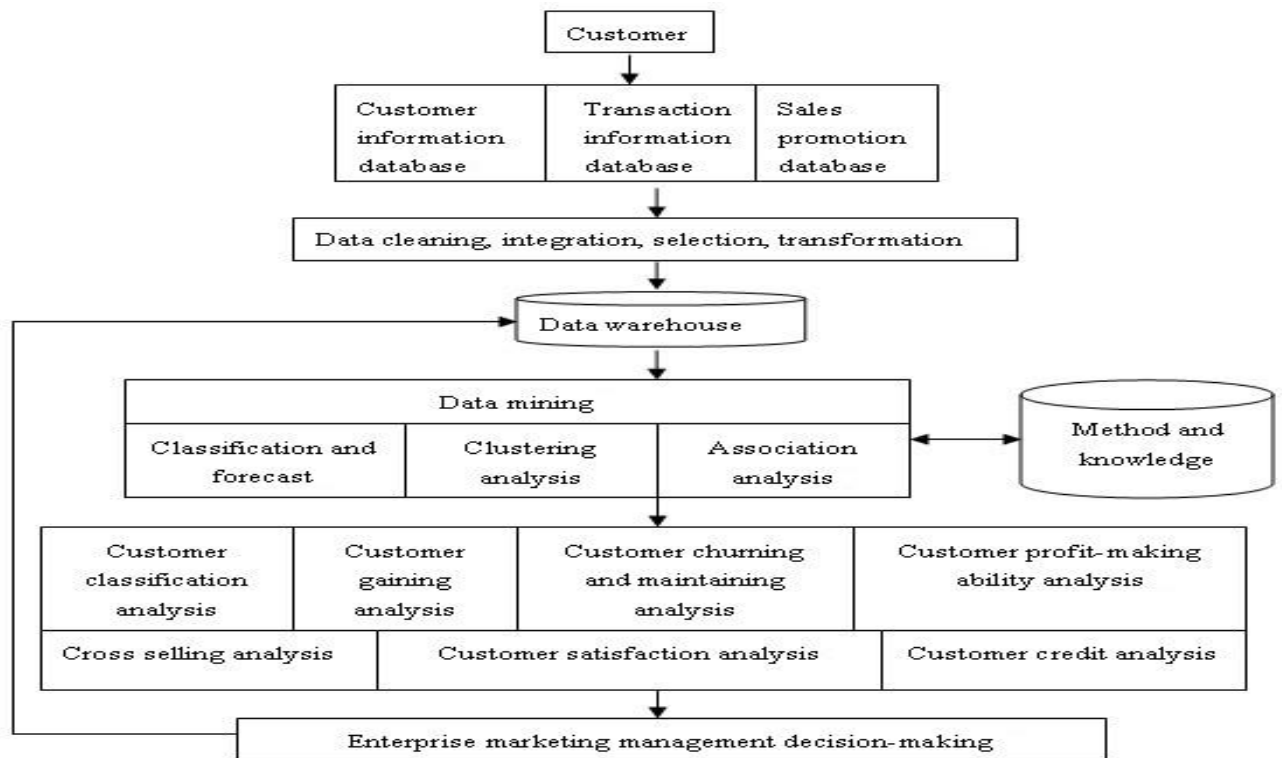 Customer
Customer
information
database
Transaction
information
database
Sales
promotion
database
Data cleaning, integration, selection, transformation
Data warehouse
Data mining
Classification and
forecast
Clustering
analysis
Association
analysis
Method and
knowledge
Customer
classification
analysis
Customer
gaining
analysis
Customer churning
and maintaining
analysis
Customer profit-making
ability analysis
Cross selling analysis
Customer satisfaction analysis
Customer credit analysis
Enterprise marketing management decision-making